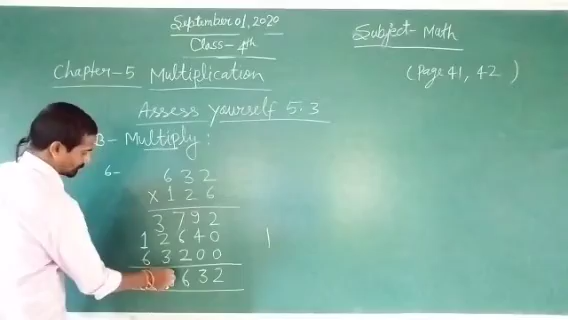 September 01, 2020
Class- 4th
Subject- Math
(Page 41, 42 )
Chapter-5 Multiplication
Assess yourself 5.3
B- Multiply :
6- 632
x 126
3792
12640
63200
632